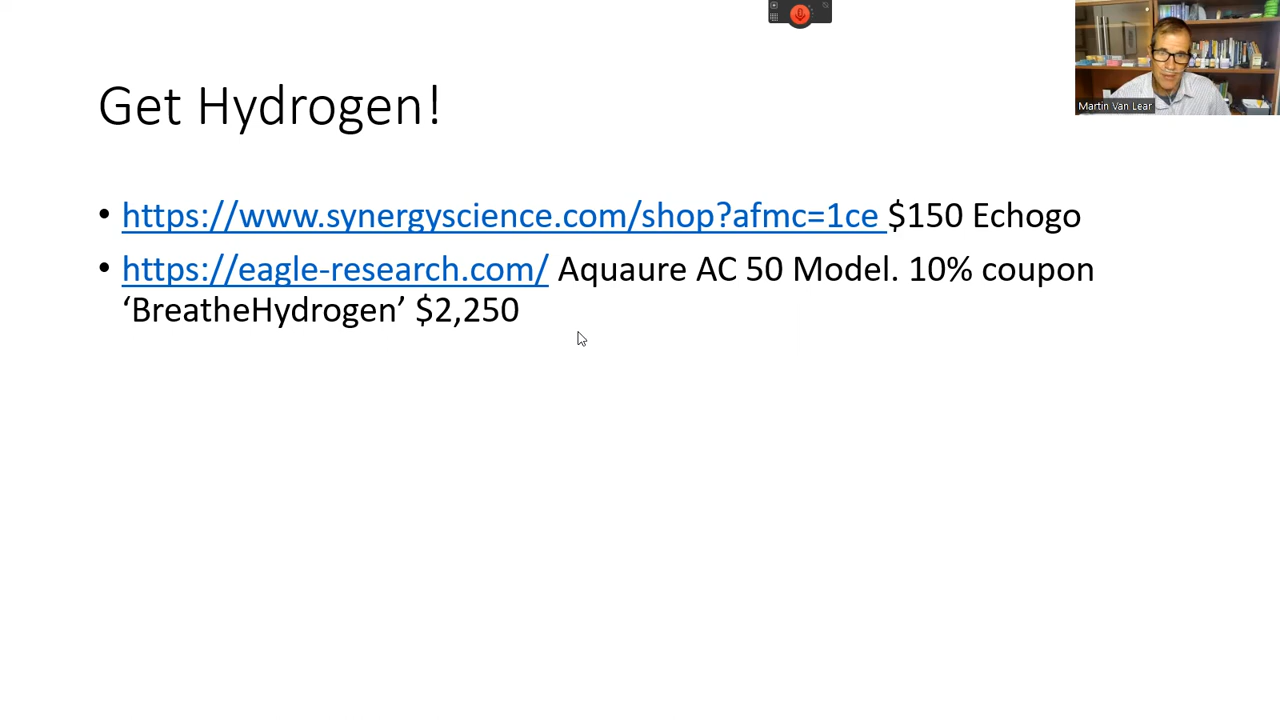 Get Hydrogen!
• https://www.synergyscience.com/shop?afmc=1ce $150 Echogo
• https://eagle-research.com/ Aquaure AC 50 Model. 10% coupon
‘BreatheHydrogen’ $2,250
Martin Van Lear